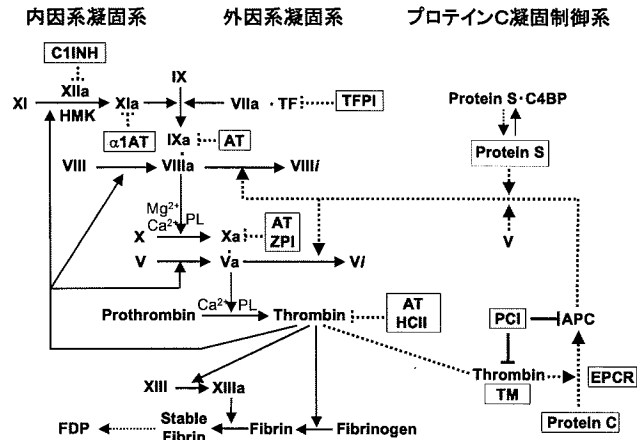 内因系凝固系 外因系凝固系 プロテインC凝固制御系
C1INH
XIIa
IX
XI HMK XIa VIIa · TF TFPI
Protein S·C4BP
α1AT IXa AT
Protein S
VIII VIIIa VIIIi
Mg²⁺
Ca²⁺ PL
X Xa AT
ZPI
V
V Va Vi
Ca²⁺ PL
Prothrombin Thrombin AT
HCII
PCI APC
Thrombin EPCR
TM
XIII XIIIa
Protein C
FDP Stable
Fibrin Fibrin Fibrinogen